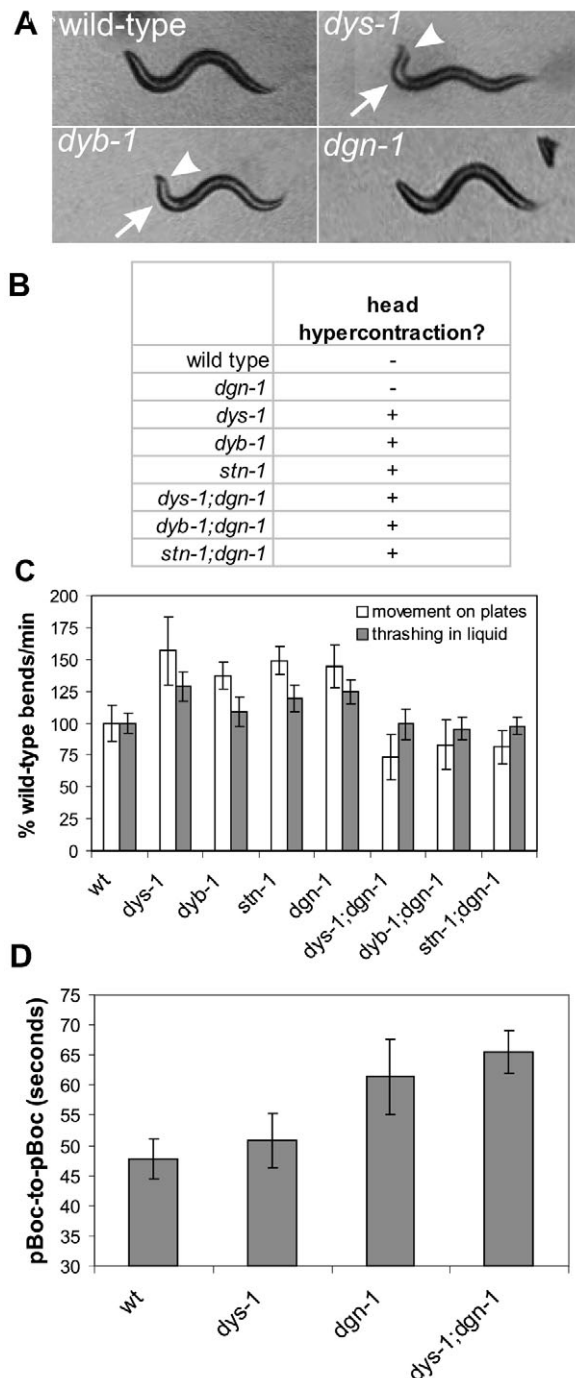 A
wild-type
dys-1
dyb-1
dgn-1
B
head
hypercontraction?
wild type -
dgn-1 -
dys-1 +
dyb-1 +
stn-1 +
dys-1;dgn-1 +
dyb-1;dgn-1 +
stn-1;dgn-1 +
C
% wild-type bends/min
200
175
150
125
100
75
50
25
0
movement on plates
thrashing in liquid
wt
dys-1
dyb-1
stn-1
dgn-1
dys-1;dgn-1
dyb-1;dgn-1
stn-1;dgn-1
D
pBoc-to-pBoc (seconds)
75
70
65
60
55
50
45
40
35
30
wt
dys-1
dgn-1
dys-1;dgn-1